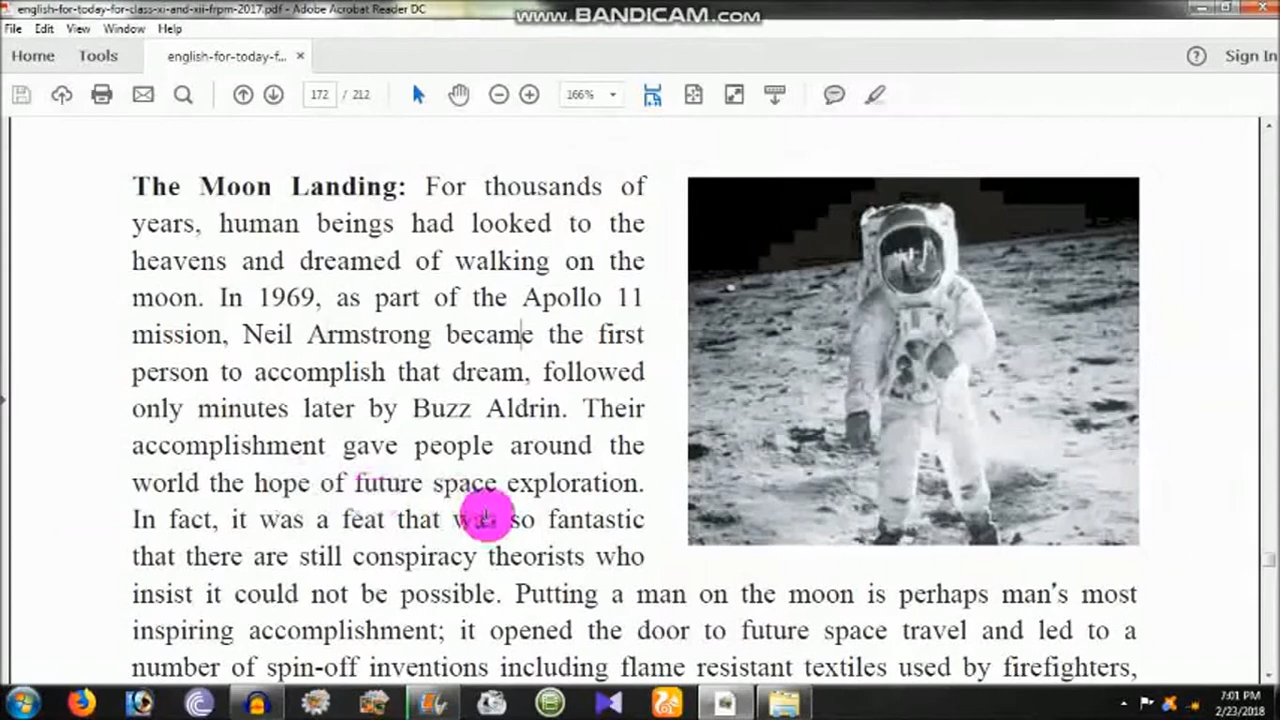 english-for-today-for-class-xi-and-xii-frpm-2017.pdf - Adobe Acrobat Reader DC
www.BANDICAM.com
File Edit View Window Help
Home Tools english-for-today-f... × Sign In
172 / 212 166%
The Moon Landing: For thousands of
years, human beings had looked to the
heavens and dreamed of walking on the
moon. In 1969, as part of the Apollo 11
mission, Neil Armstrong became the first
person to accomplish that dream, followed
only minutes later by Buzz Aldrin. Their
accomplishment gave people around the
world the hope of future space exploration.
In fact, it was a feat that was so fantastic
that there are still conspiracy theorists who
insist it could not be possible. Putting a man on the moon is perhaps man's most
inspiring accomplishment; it opened the door to future space travel and led to a
number of spin-off inventions including flame resistant textiles used by firefighters,
7:01 PM
2/23/2018